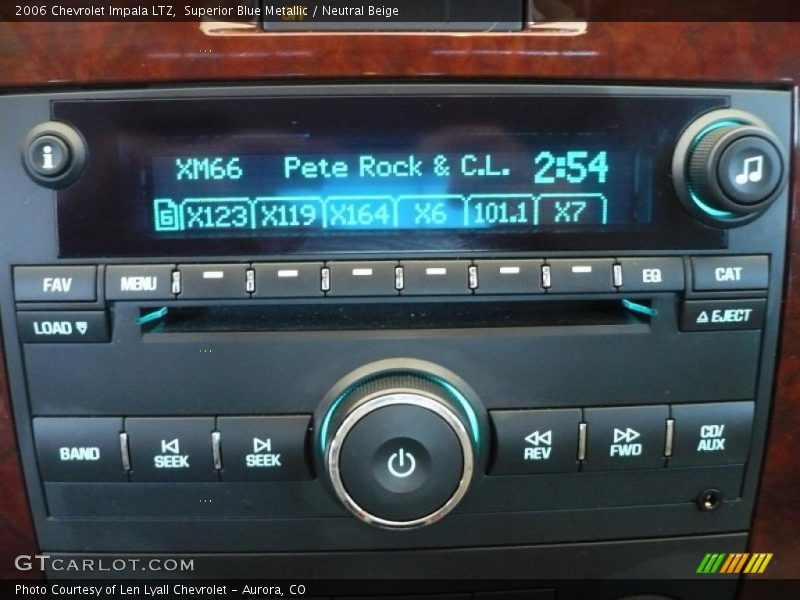 2006 Chevrolet Impala LTZ, Superior Blue Metallic / Neutral Beige
i
XM66 Pete Rock & C.L. 2:54
6 X123 X119 X164 X6 101.1 X7
FAV MENU EQ CAT
LOAD EJECT
BAND SEEK SEEK REV FWD CD/
AUX
GTCARLOT.COM
Photo Courtesy of Len Lyall Chevrolet - Aurora, CO